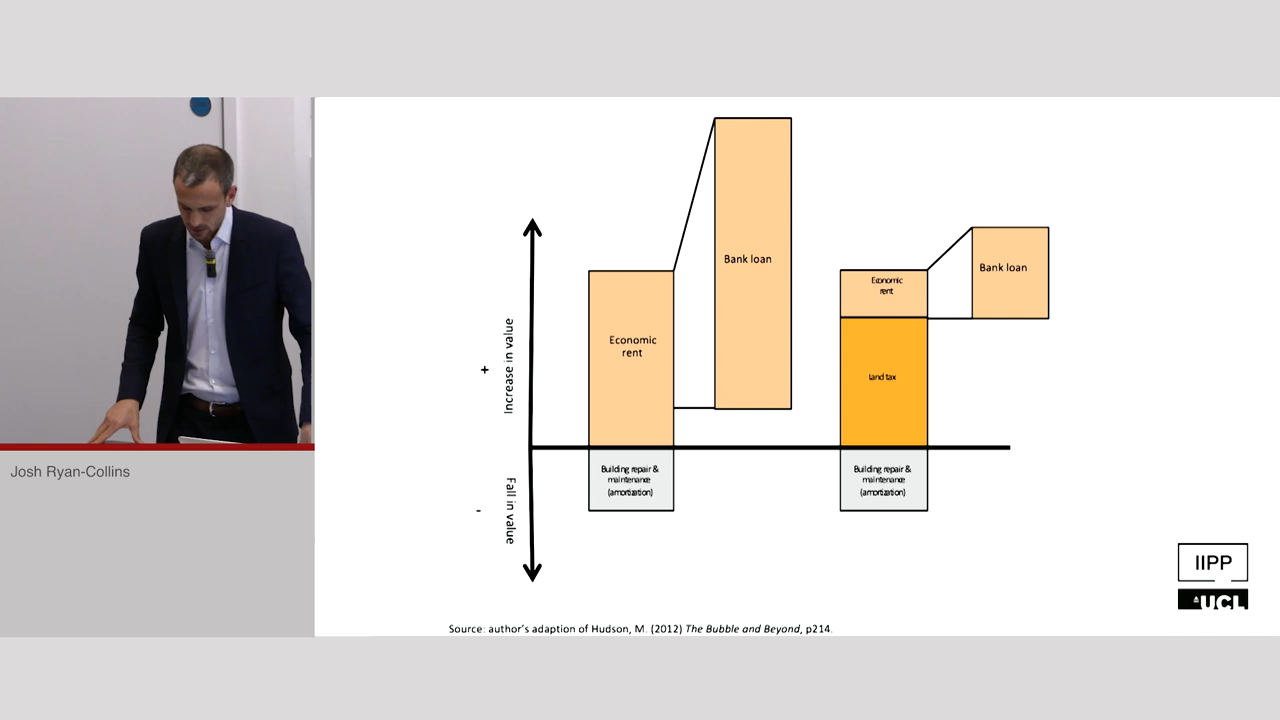 Josh Ryan-Collins
+
Increase in value
-
Fall in value
Economic
rent
Bank loan
Building repair &
maintenance
(amortization)
Economic
rent
Land tax
Bank loan
Building repair &
maintenance
(amortization)
IIPP
UCL
Source: author's adaption of Hudson, M. (2012) The Bubble and Beyond, p214.